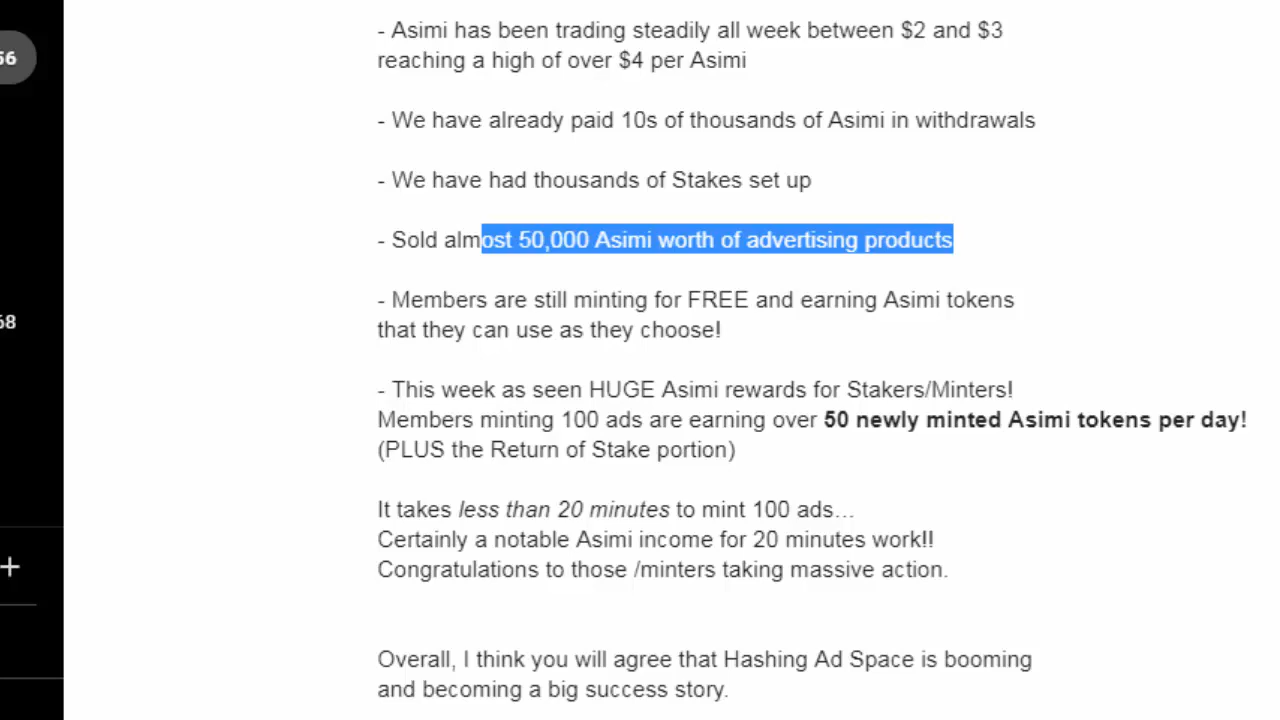 56
- Asimi has been trading steadily all week between $2 and $3
reaching a high of over $4 per Asimi
- We have already paid 10s of thousands of Asimi in withdrawals
- We have had thousands of Stakes set up
- Sold almost 50,000 Asimi worth of advertising products
- Members are still minting for FREE and earning Asimi tokens
68
that they can use as they choose!
- This week as seen HUGE Asimi rewards for Stakers/Minters!
Members minting 100 ads are earning over 50 newly minted Asimi tokens per day!
(PLUS the Return of Stake portion)
It takes less than 20 minutes to mint 100 ads...
Certainly a notable Asimi income for 20 minutes work!!
+
Congratulations to those /minters taking massive action.
Overall, I think you will agree that Hashing Ad Space is booming
and becoming a big success story.